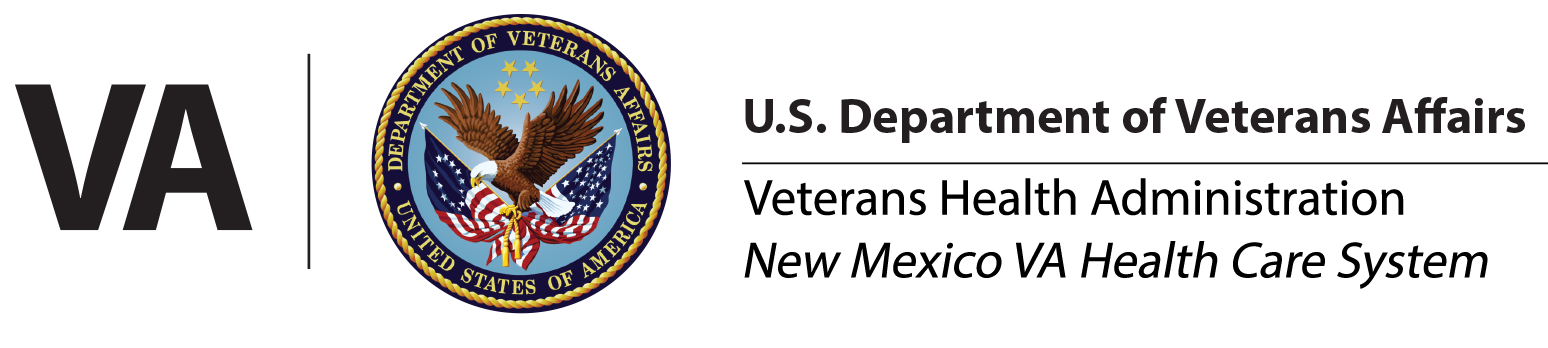 VA
DEPARTMENT OF VETERANS AFFAIRS
UNITED STATES OF AMERICA
U.S. Department of Veterans Affairs
Veterans Health Administration
New Mexico VA Health Care System